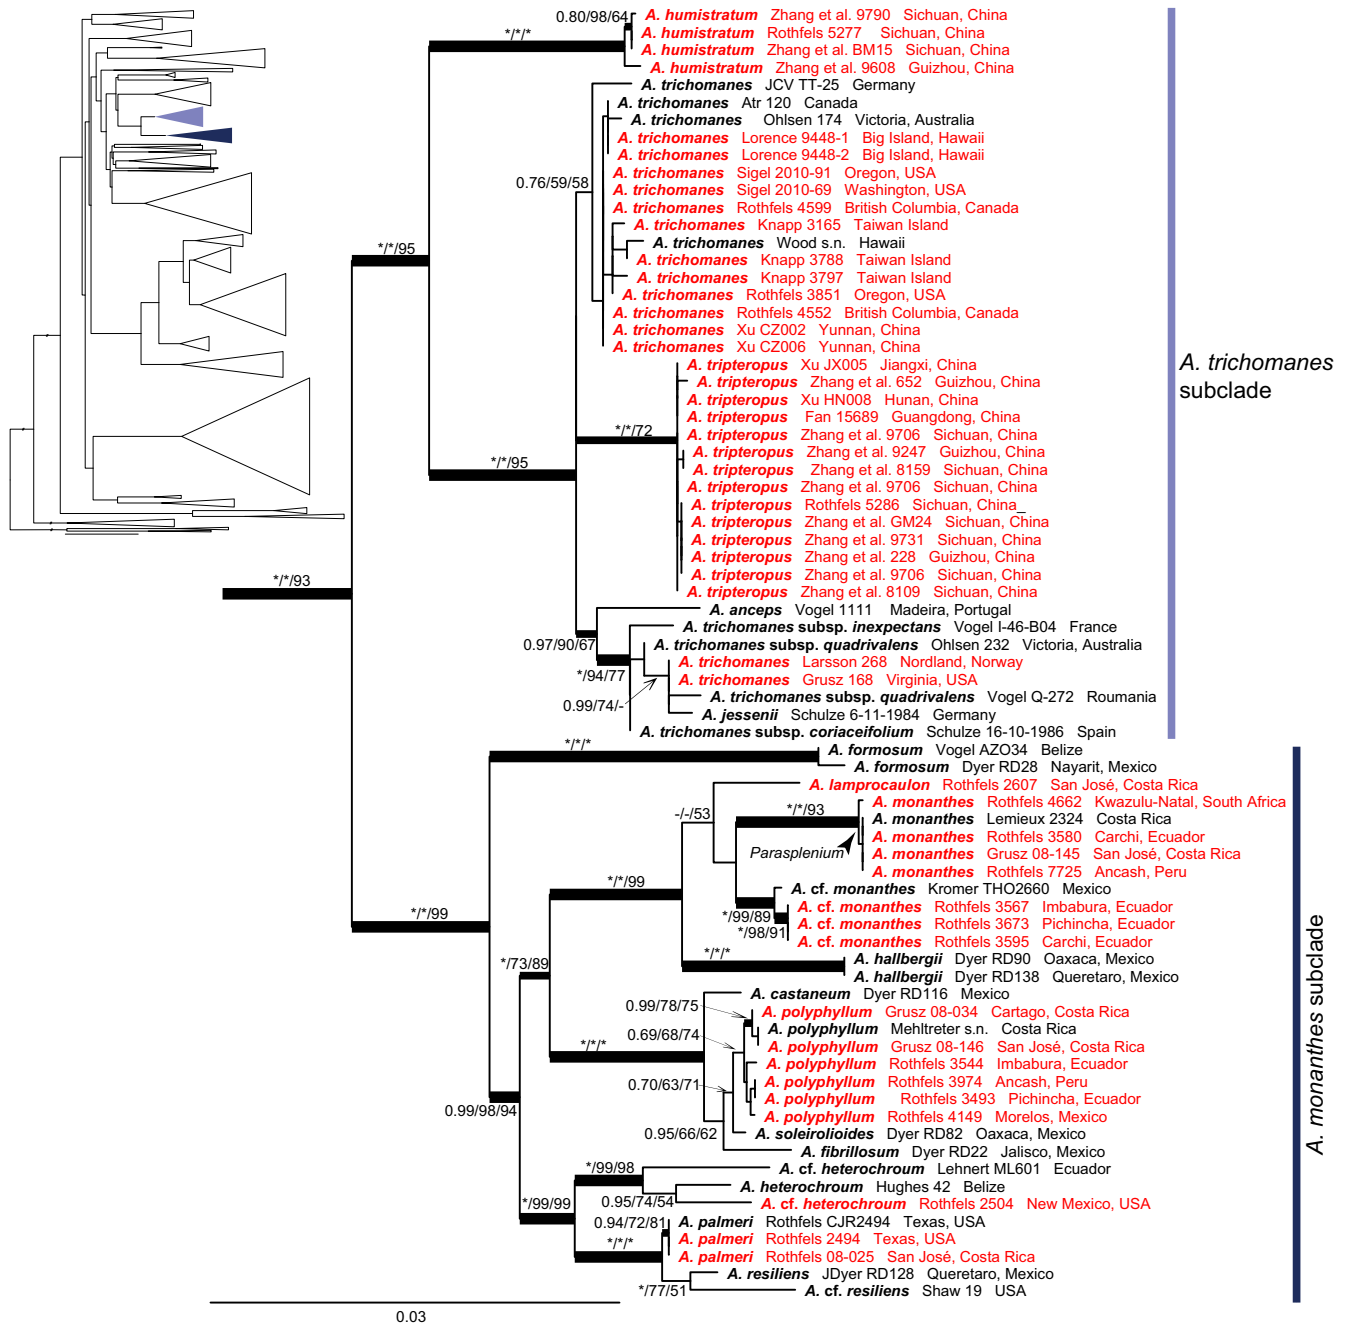 0.80/98/64
A. humistratum Zhang et al. 9790 Sichuan, China
A. humistratum Rothfels 5277 Sichuan, China
*/*/*
A. humistratum Zhang et al. BM15 Sichuan, China
A. humistratum Zhang et al. 9608 Guizhou, China
A. trichomanes JCV TT-25 Germany
A. trichomanes Atr 120 Canada
A. trichomanes Ohlsen 174 Victoria, Australia
A. trichomanes Lorence 9448-1 Big Island, Hawaii
A. trichomanes Lorence 9448-2 Big Island, Hawaii
A. trichomanes Sigel 2010-91 Oregon, USA
0.76/59/58
A. trichomanes Sigel 2010-69 Washington, USA
A. trichomanes Rothfels 4599 British Columbia, Canada
A. trichomanes Knapp 3165 Taiwan Island
A. trichomanes Wood s.n. Hawaii
*/*/95
A. trichomanes Knapp 3788 Taiwan Island
A. trichomanes Knapp 3797 Taiwan Island
A. trichomanes Rothfels 3851 Oregon, USA
A. trichomanes Rothfels 4552 British Columbia, Canada
A. trichomanes Xu CZ002 Yunnan, China
A. trichomanes Xu CZ006 Yunnan, China
A. tripteropus Xu JX005 Jiangxi, China
A. trichomanes
subclade
A. tripteropus Zhang et al. 652 Guizhou, China
A. tripteropus Xu HN008 Hunan, China
A. tripteropus Fan 15689 Guangdong, China
*/*/72
A. tripteropus Zhang et al. 9706 Sichuan, China
A. tripteropus Zhang et al. 9247 Guizhou, China
*/*/95
A. tripteropus Zhang et al. 8159 Sichuan, China
A. tripteropus Zhang et al. 9706 Sichuan, China
A. tripteropus Rothfels 5286 Sichuan, China_
A. tripteropus Zhang et al. GM24 Sichuan, China
A. tripteropus Zhang et al. 9731 Sichuan, China
A. tripteropus Zhang et al. 228 Guizhou, China
*/*/93
A. tripteropus Zhang et al. 9706 Sichuan, China
A. tripteropus Zhang et al. 8109 Sichuan, China
A. anceps Vogel 1111 Madeira, Portugal
A. trichomanes subsp. inexpectans Vogel I-46-B04 France
0.97/90/67
A. trichomanes subsp. quadrivalens Ohlsen 232 Victoria, Australia
A. trichomanes Larsson 268 Nordland, Norway
*/94/77
A. trichomanes Grusz 168 Virginia, USA
A. trichomanes subsp. quadrivalens Vogel Q-272 Roumania
0.99/74/-
A. jessenii Schulze 6-11-1984 Germany
A. trichomanes subsp. coriaceifolium Schulze 16-10-1986 Spain
*/*/*
A. formosum Vogel AZO34 Belize
A. formosum Dyer RD28 Nayarit, Mexico
A. lamprocaulon Rothfels 2607 San José, Costa Rica
A. monanthes Rothfels 4662 Kwazulu-Natal, South Africa
-/-/53
*/*/93
A. monanthes Lemieux 2324 Costa Rica
A. monanthes Rothfels 3580 Carchi, Ecuador
Parasplenium
A. monanthes Grusz 08-145 San José, Costa Rica
A. monanthes Rothfels 7725 Ancash, Peru
*/*/99
A. cf. monanthes Kromer THO2660 Mexico
A. cf. monanthes Rothfels 3567 Imbabura, Ecuador
*/*/99
*/99/89
A. cf. monanthes Rothfels 3673 Pichincha, Ecuador
*/98/91
A. cf. monanthes Rothfels 3595 Carchi, Ecuador
*/*/*
A. hallbergii Dyer RD90 Oaxaca, Mexico
*/73/89
A. hallbergii Dyer RD138 Queretaro, Mexico
A. castaneum Dyer RD116 Mexico
0.99/78/75
A. polyphyllum Grusz 08-034 Cartago, Costa Rica
A. polyphyllum Mehltreter s.n. Costa Rica
0.69/68/74
*/*/*
A. polyphyllum Grusz 08-146 San José, Costa Rica
A. polyphyllum Rothfels 3544 Imbabura, Ecuador
0.70/63/71
A. polyphyllum Rothfels 3974 Ancash, Peru
A. polyphyllum Rothfels 3493 Pichincha, Ecuador
0.99/98/94
A. polyphyllum Rothfels 4149 Morelos, Mexico
0.95/66/62
A. soleirolioides Dyer RD82 Oaxaca, Mexico
A. fibrillosum Dyer RD22 Jalisco, Mexico
*/99/98
A. cf. heterochroum Lehnert ML601 Ecuador
A. heterochroum Hughes 42 Belize
*/99/99
0.95/74/54
A. cf. heterochroum Rothfels 2504 New Mexico, USA
0.94/72/81
A. palmeri Rothfels CJR2494 Texas, USA
*/*/*
A. palmeri Rothfels 2494 Texas, USA
A. palmeri Rothfels 08-025 San José, Costa Rica
A. resiliens JDyer RD128 Queretaro, Mexico
*/77/51
A. cf. resiliens Shaw 19 USA
A. monanthes subclade
0.03